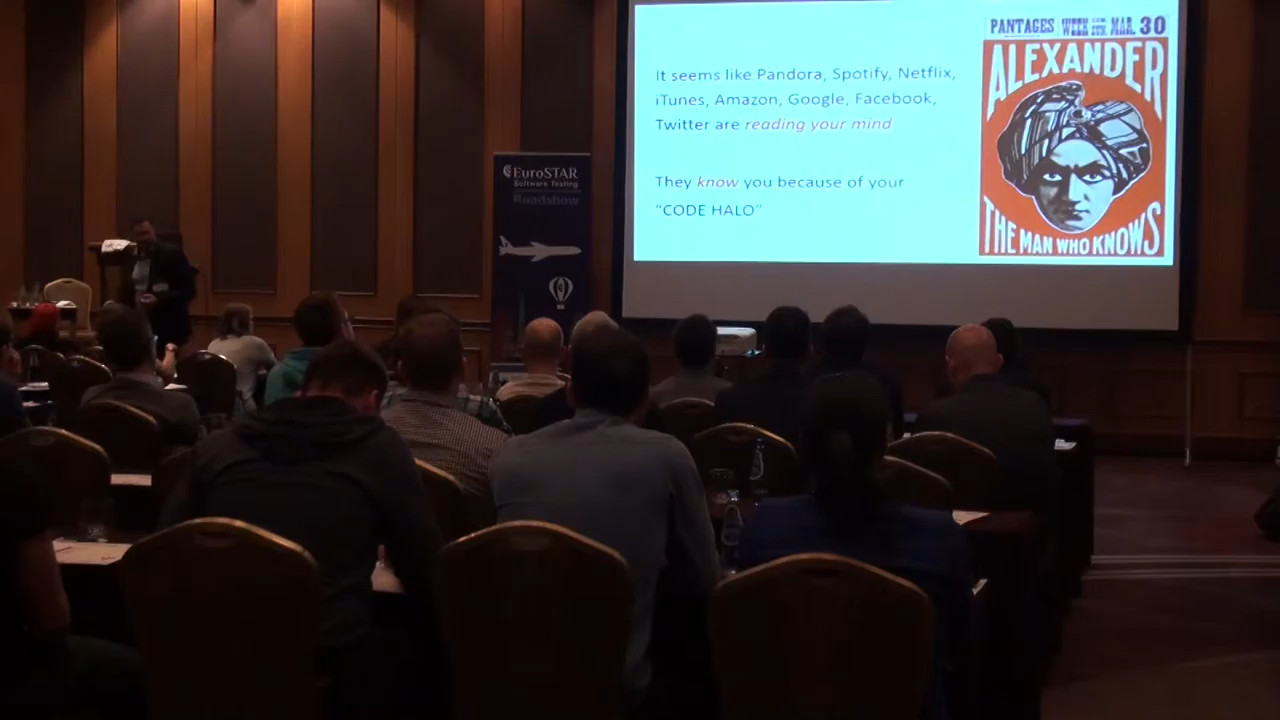 It seems like Pandora, Spotify, Netflix,
iTunes, Amazon, Google, Facebook,
Twitter are reading your mind
They know you because of your
“CODE HALO”
PANTAGES WEEK MAR. 30
ALEXANDER
THE MAN WHO KNOWS
EuroSTAR
Software Testing
Roadshow